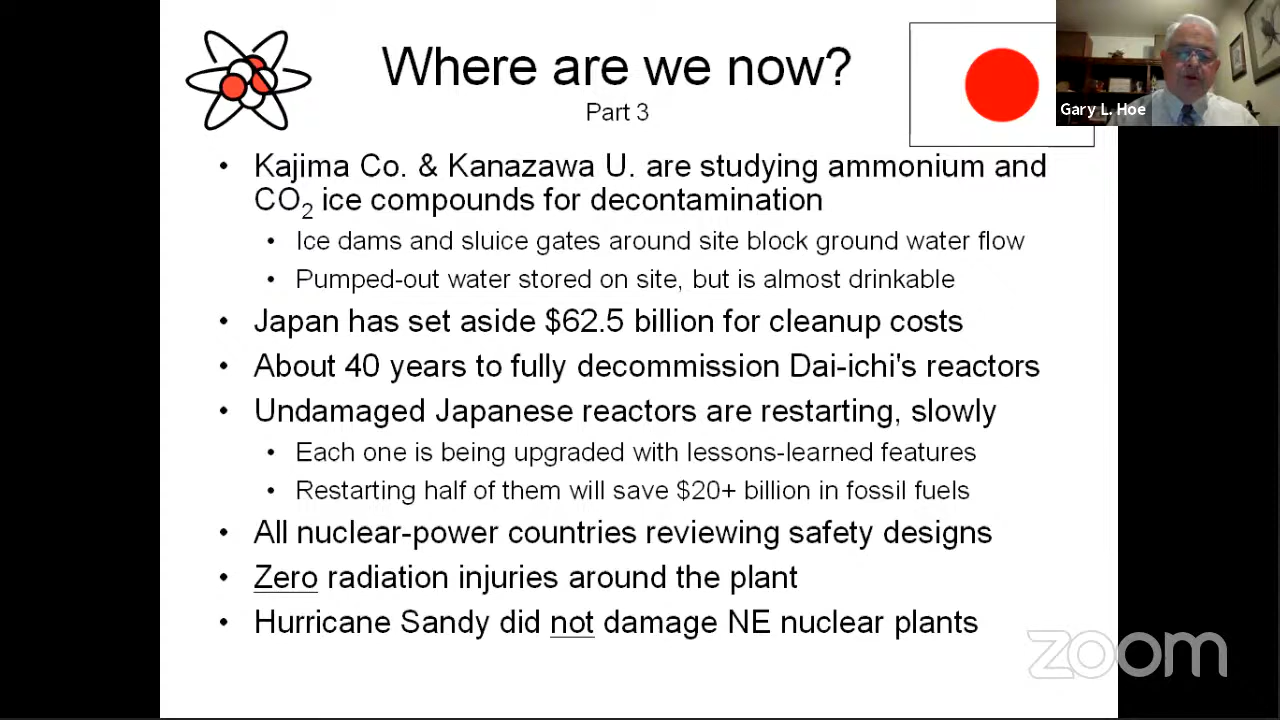 Where are we now?
Part 3
Gary L. Hoe
• Kajima Co. & Kanazawa U. are studying ammonium and
CO₂ ice compounds for decontamination
• Ice dams and sluice gates around site block ground water flow
• Pumped-out water stored on site, but is almost drinkable
• Japan has set aside $62.5 billion for cleanup costs
• About 40 years to fully decommission Dai-ichi's reactors
• Undamaged Japanese reactors are restarting, slowly
• Each one is being upgraded with lessons-learned features
• Restarting half of them will save $20+ billion in fossil fuels
• All nuclear-power countries reviewing safety designs
• Zero radiation injuries around the plant
• Hurricane Sandy did not damage NE nuclear plants
zoom